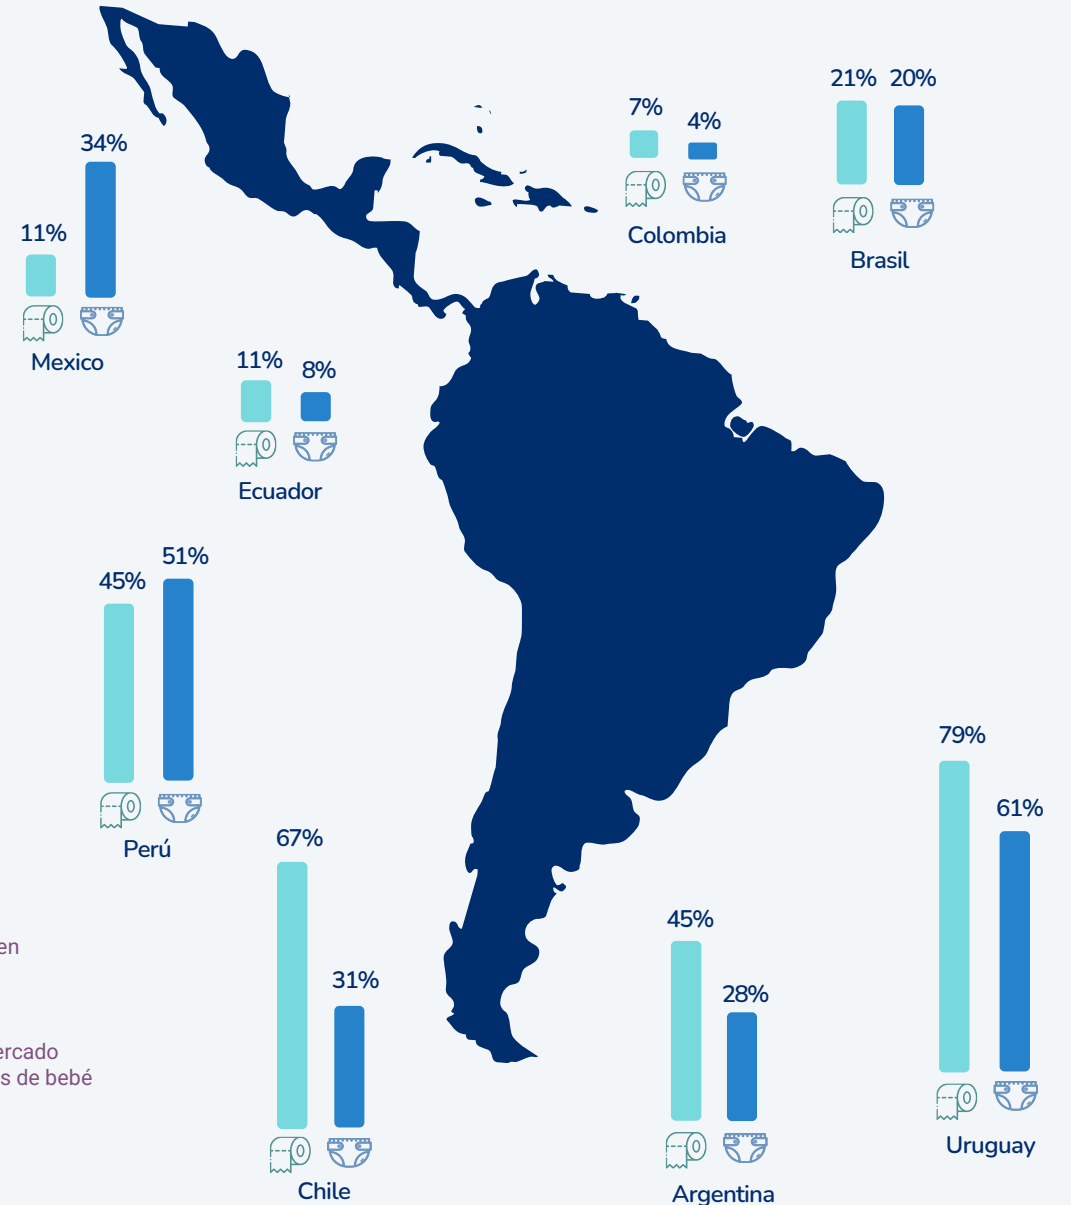 34%
11%
Mexico
7%
4%
Colombia
21% 20%
Brasil
11%
8%
Ecuador
51%
45%
Perú
en
s de bebé
67%
31%
Chile
45%
28%
Argentina
79%
61%
Uruguay